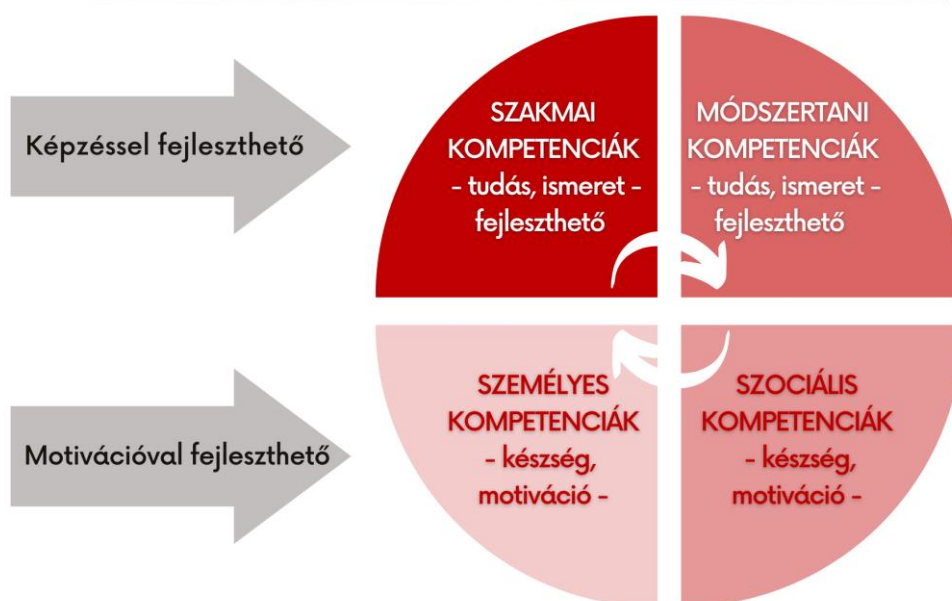 Képzéssel fejleszthető
SZAKMAI
KOMPETENCIÁK
- tudás, ismeret -
fejleszthető
MÓDSZERTANI
KOMPETENCIÁK
- tudás, ismeret -
fejleszthető
Motivációval fejleszthető
SZEMÉLYES
KOMPETENCIÁK
- készség,
motiváció -
SZOCIÁLIS
KOMPETENCIÁK
- készség,
motiváció -